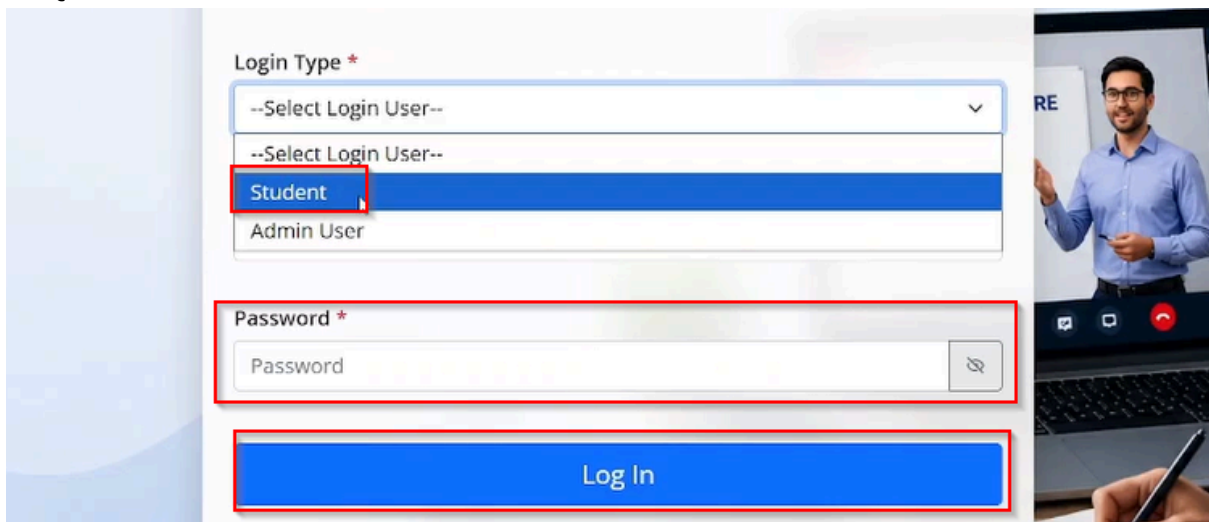 Login Type *
--Select Login User--
RE
--Select Login User--
Student
Admin User
Password *
Password
Log In